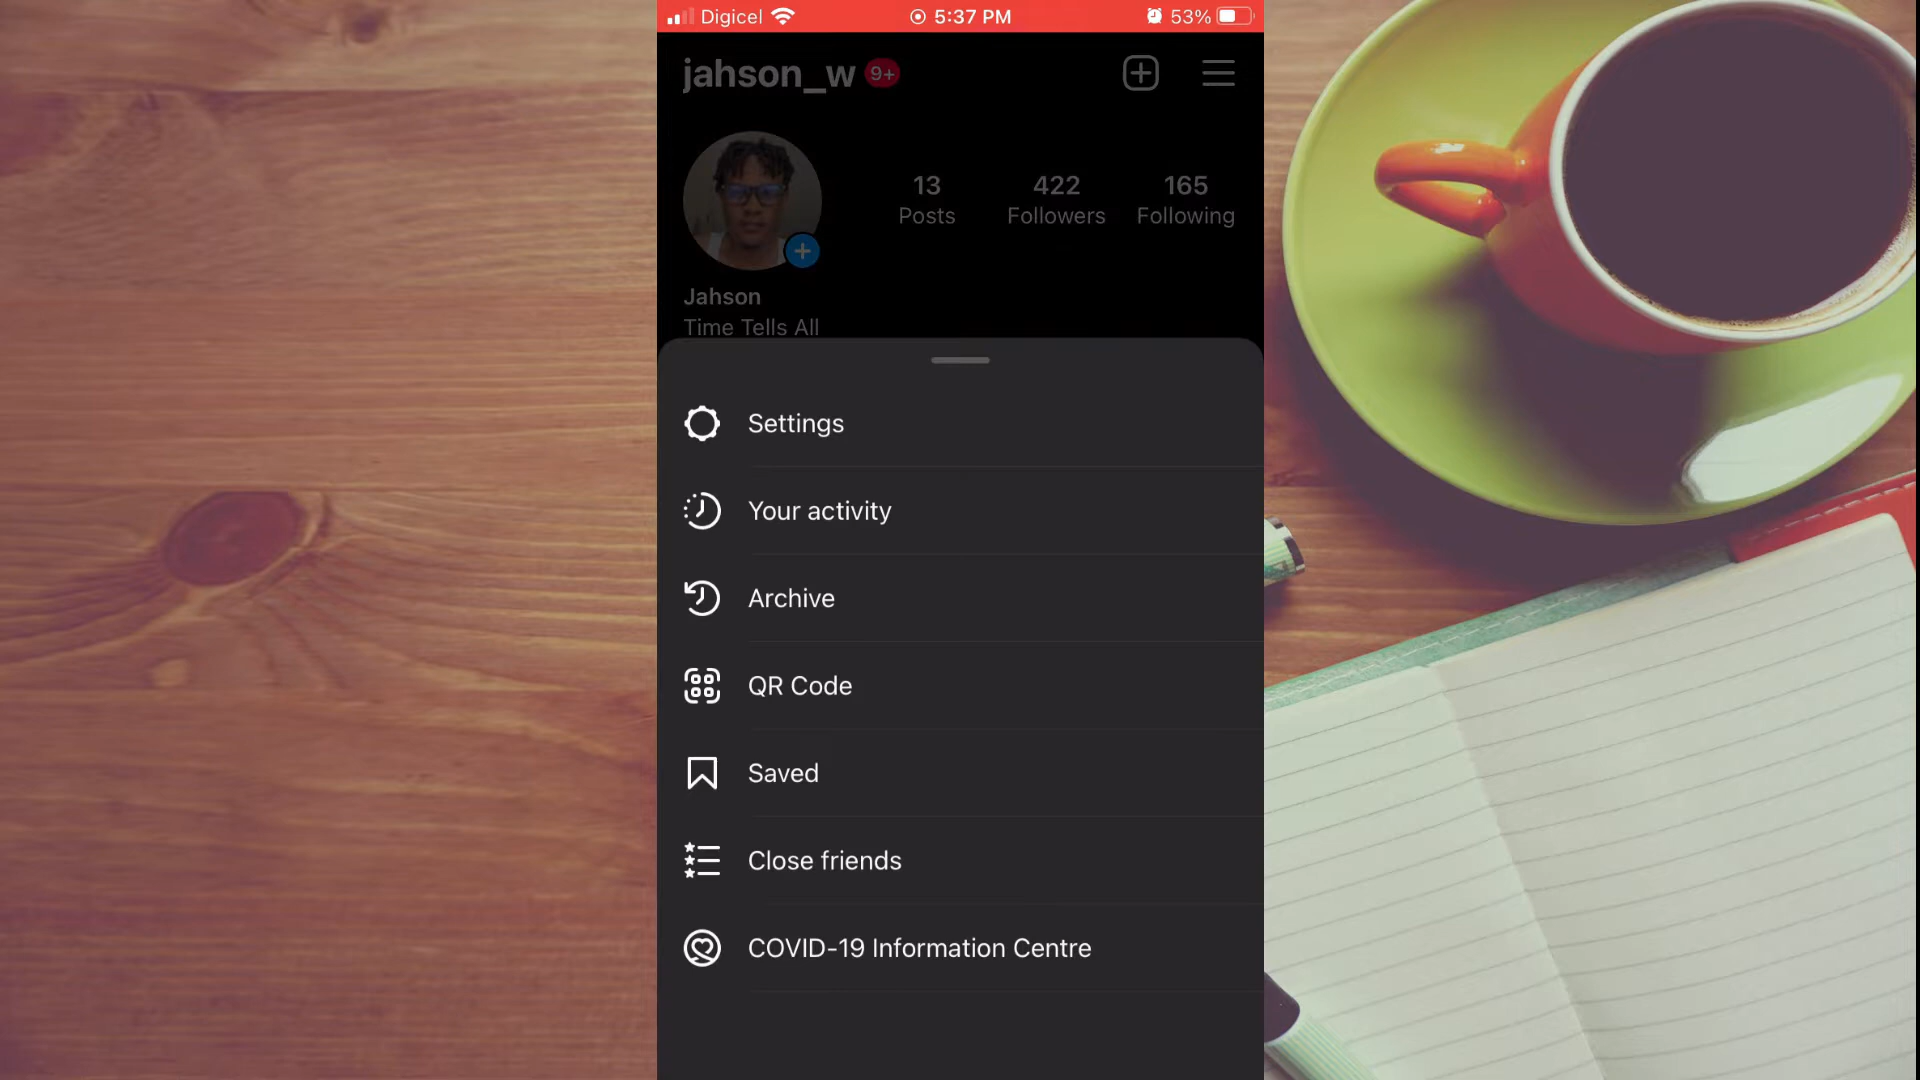 Digicel 5:37 PM 53%
jahson_w 9+
13 422 165
Posts Followers Following
Jahson
Time Tells All
Settings
Your activity
Archive
QR Code
Saved
Close friends
COVID-19 Information Centre